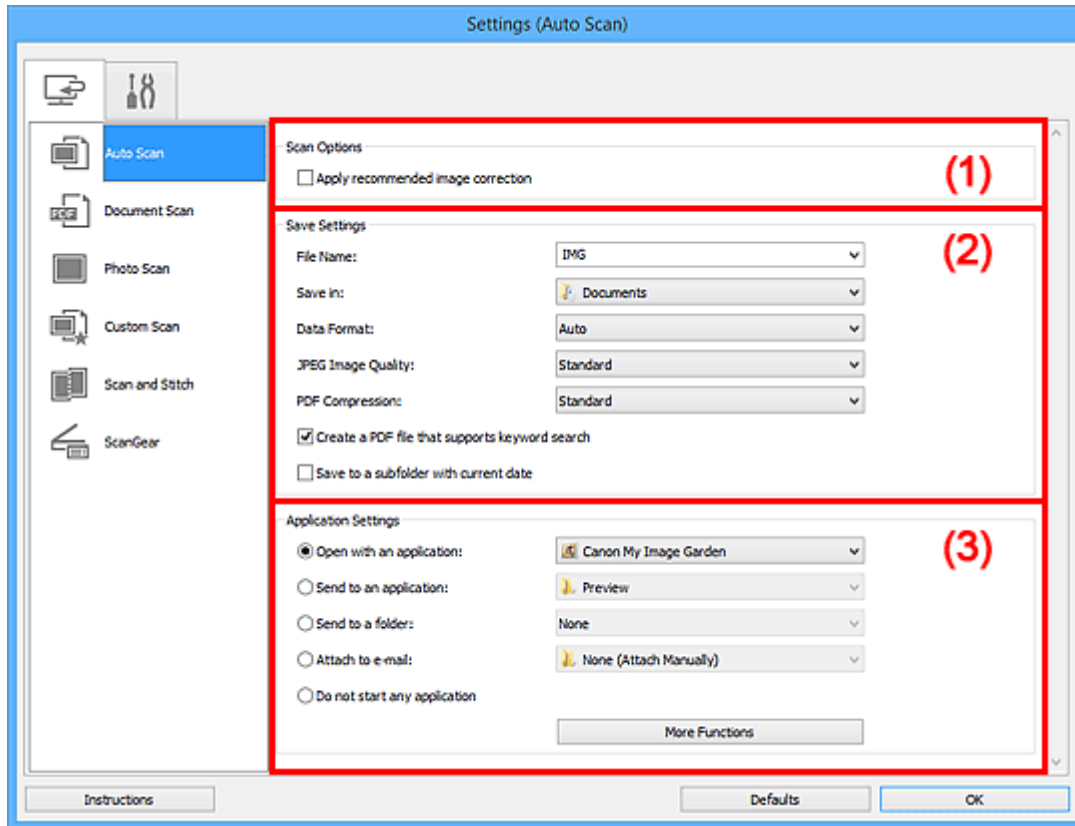 Settings (Auto Scan)
Auto Scan
PDF
Document Scan
Photo Scan
Custom Scan
Scan and Stitch
ScanGear
Scan Options
Apply recommended image correction
(1)
Save Settings
(2)
File Name: IMG
Save in: Documents
Data Format: Auto
JPEG Image Quality: Standard
PDF Compression: Standard
Create a PDF file that supports keyword search
Save to a subfolder with current date
Application Settings
(3)
Open with an application: Canon My Image Garden
Send to an application: Preview
Send to a folder: None
Attach to e-mail: None (Attach Manually)
Do not start any application
More Functions
Instructions Defaults OK